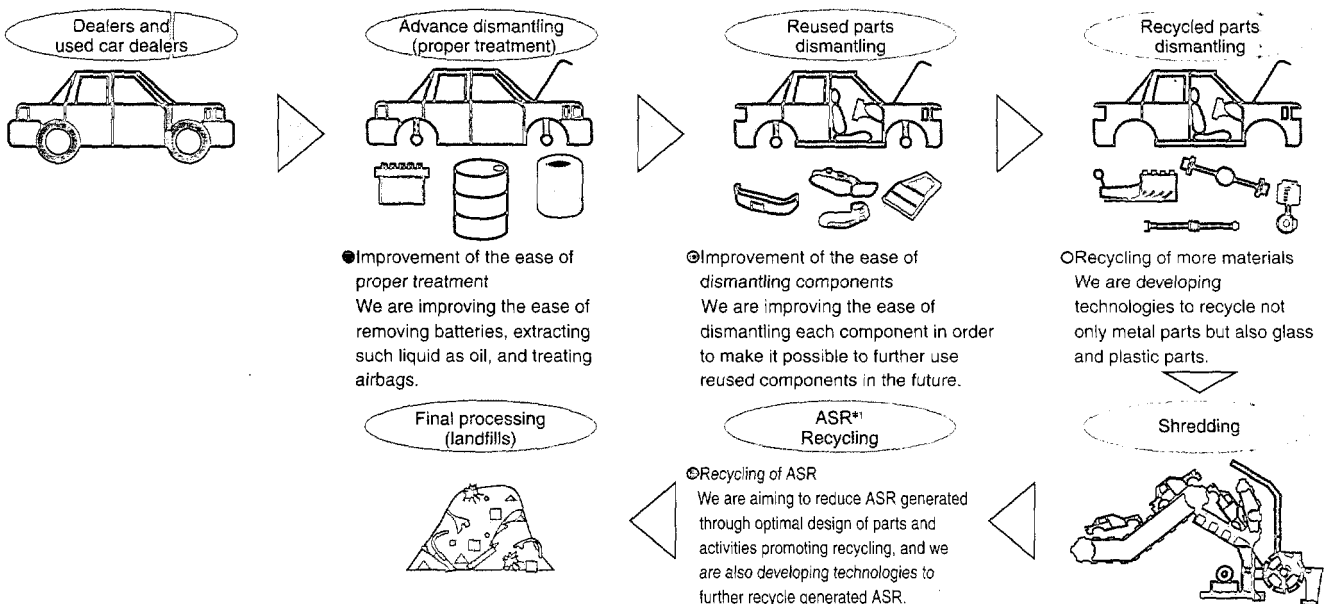 Dealers and
used car dealers
Advance dismantling
(proper treatment)
Reused parts
dismantling
Recycled parts
dismantling
●Improvement of the ease of
proper treatment
We are improving the ease of
removing batteries, extracting
such liquid as oil, and treating
airbags.
◉Improvement of the ease of
dismantling components
We are improving the ease of
dismantling each component in order
to make it possible to further use
reused components in the future.
○Recycling of more materials
We are developing
technologies to recycle not
only metal parts but also glass
and plastic parts.
Final processing
(landfills)
ASR*1
Recycling
Shredding
◉Recycling of ASR
We are aiming to reduce ASR generated
through optimal design of parts and
activities promoting recycling, and we
are also developing technologies to
further recycle generated ASR.